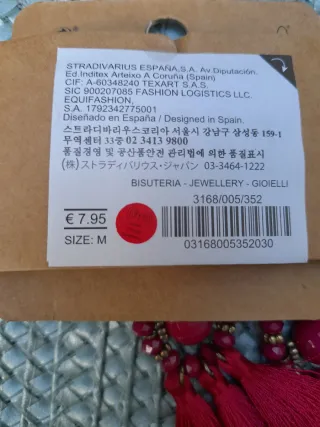 STRADIVARIUS ESPAÑA,S.A. Av.Diputación.
Ed.Inditex Arteixo A Coruña (Spain)
CIF: A-60348240 TEXART S.A.S.
SIC 900207085 FASHION LOGISTICS LLC.
EQUIFASHION,
S.A. 1792342775001
Diseñado en España / Designed in Spain.
스트라디바리우스코리아 서울시 강남구 삼성동 159-1
무역센터 33층 02 3413 9800
품질경영 및 공산품안전 관리법에 의한 품질표시
(株)ストラディバリウス・ジャパン 03-3464-1222
BISUTERIA - JEWELLERY - GIOIELLI
€ 7.95
3168/005/352
SIZE: M
03168005352030